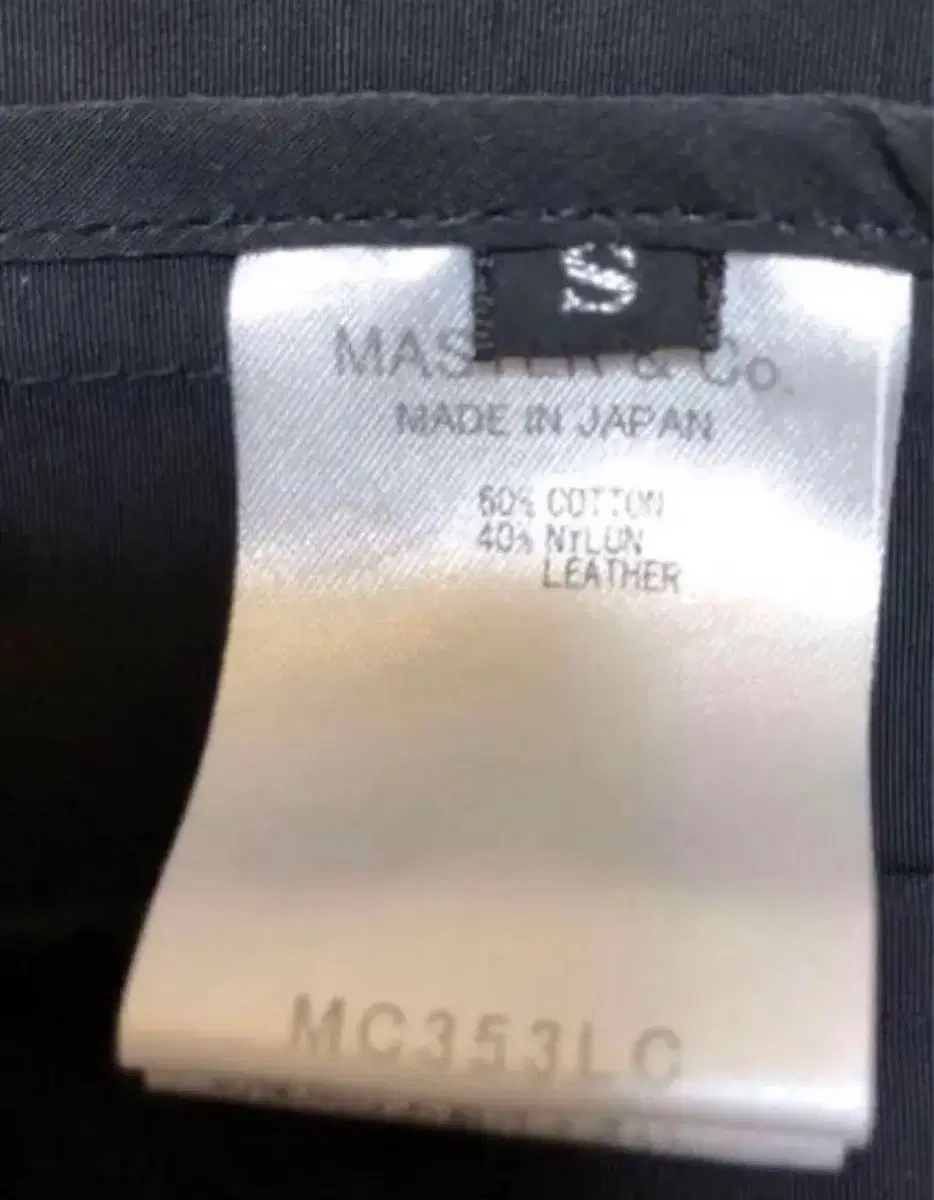 S
MASTER & Co.
MADE IN JAPAN
60% COTTON
40% NYLON
LEATHER
MC353LC